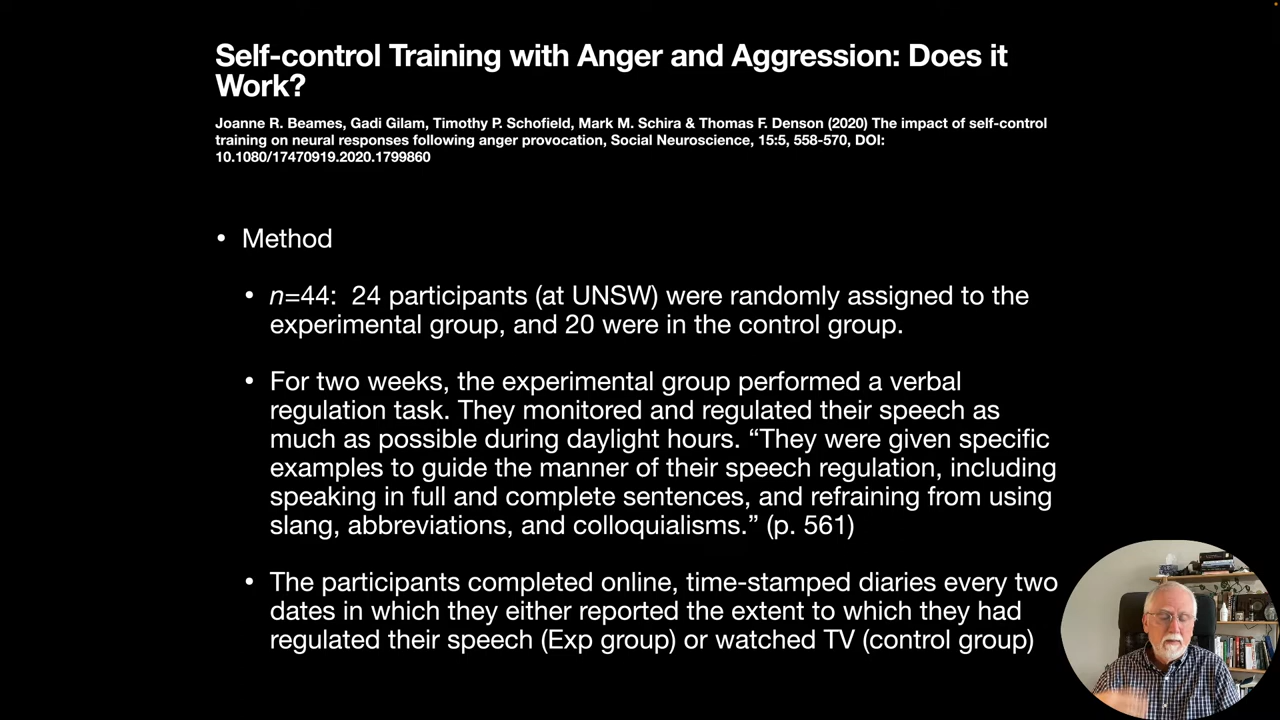 Self-control Training with Anger and Aggression: Does it
Work?
Joanne R. Beames, Gadi Gilam, Timothy P. Schofield, Mark M. Schira & Thomas F. Denson (2020) The impact of self-control
training on neural responses following anger provocation, Social Neuroscience, 15:5, 558-570, DOI:
10.1080/17470919.2020.1799860
• Method
• n=44:  24 participants (at UNSW) were randomly assigned to the
experimental group, and 20 were in the control group.
• For two weeks, the experimental group performed a verbal
regulation task. They monitored and regulated their speech as
much as possible during daylight hours. “They were given specific
examples to guide the manner of their speech regulation, including
speaking in full and complete sentences, and refraining from using
slang, abbreviations, and colloquialisms.” (p. 561)
• The participants completed online, time-stamped diaries every two
dates in which they either reported the extent to which they had
regulated their speech (Exp group) or watched TV (control group)